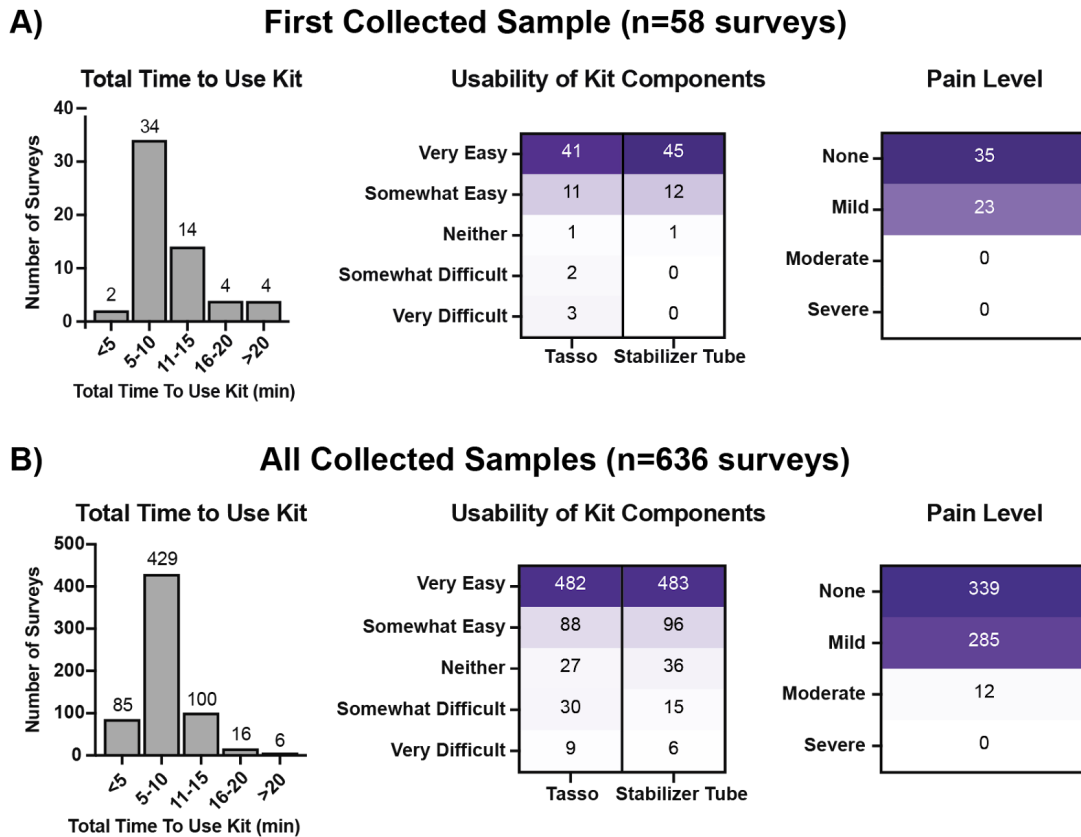 A)
First Collected Sample (n=58 surveys)
Total Time to Use Kit
Number of Surveys
40
30
20
10
0
2
34
14
4
4
<5
5-10
11-15
16-20
>20
Total Time To Use Kit (min)
Usability of Kit Components
Very Easy
41
45
Somewhat Easy
11
12
Neither
1
1
Somewhat Difficult
2
0
Very Difficult
3
0
Tasso
Stabilizer Tube
Pain Level
None
35
Mild
23
Moderate
0
Severe
0
B)
All Collected Samples (n=636 surveys)
Total Time to Use Kit
Number of Surveys
500
400
300
200
100
0
85
429
100
16
6
<5
5-10
11-15
16-20
>20
Total Time To Use Kit (min)
Usability of Kit Components
Very Easy
482
483
Somewhat Easy
88
96
Neither
27
36
Somewhat Difficult
30
15
Very Difficult
9
6
Tasso
Stabilizer Tube
Pain Level
None
339
Mild
285
Moderate
12
Severe
0